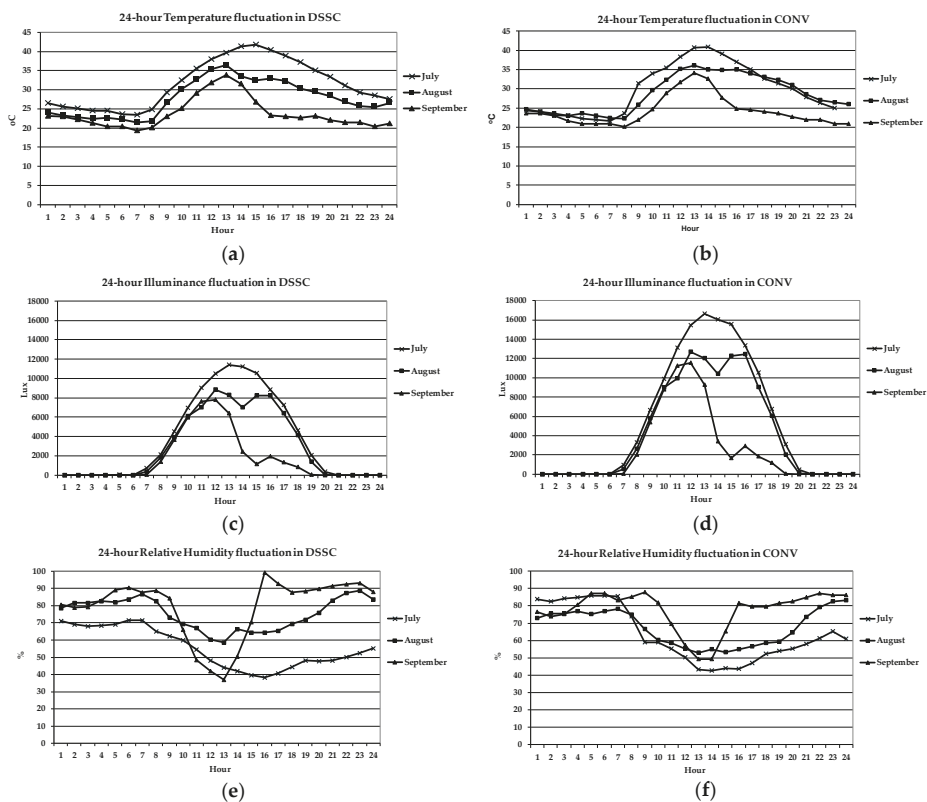 24-hour Temperature fluctuation in DSSC
45
40
35
30
25
20
15
10
5
0
oC
1 2 3 4 5 6 7 8 9 10 11 12 13 14 15 16 17 18 19 20 21 22 23 24
Hour
July
August
September
(a)
24-hour Temperature fluctuation in CONV
45
40
35
30
25
20
15
10
5
0
°C
1 2 3 4 5 6 7 8 9 10 11 12 13 14 15 16 17 18 19 20 21 22 23 24
Hour
July
August
September
(b)
24-hour Illuminance fluctuation in DSSC
18000
16000
14000
12000
10000
8000
6000
4000
2000
0
Lux
1 2 3 4 5 6 7 8 9 10 11 12 13 14 15 16 17 18 19 20 21 22 23 24
Hour
July
August
September
(c)
24-hour Illuminance fluctuation in CONV
18000
16000
14000
12000
10000
8000
6000
4000
2000
0
Lux
1 2 3 4 5 6 7 8 9 10 11 12 13 14 15 16 17 18 19 20 21 22 23 24
Hour
July
August
September
(d)
24-hour Relative Humidity fluctuation in DSSC
100
90
80
70
60
50
40
30
20
10
0
%
1 2 3 4 5 6 7 8 9 10 11 12 13 14 15 16 17 18 19 20 21 22 23 24
Hour
July
August
September
(e)
24-hour Relative Humidity fluctuation in CONV
100
90
80
70
60
50
40
30
20
10
0
%
1 2 3 4 5 6 7 8 9 10 11 12 13 14 15 16 17 18 19 20 21 22 23 24
Hour
July
August
September
(f)